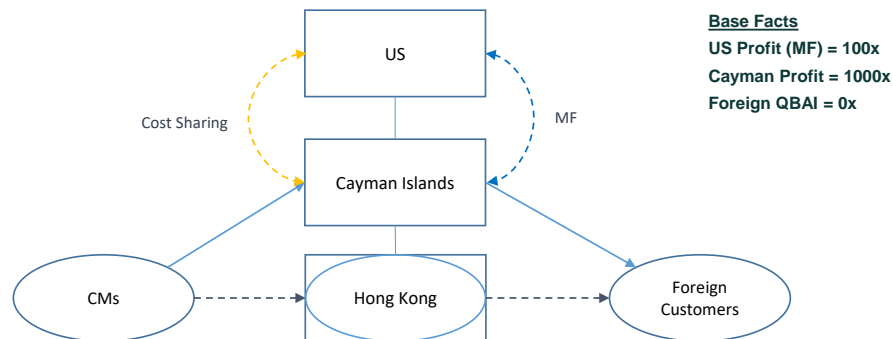 US
Base Facts
US Profit (MF) = 100x
Cayman Profit = 1000x
Foreign QBAI = 0x
Cost Sharing
MF
Cayman Islands
CMs
Hong Kong
Foreign
Customers